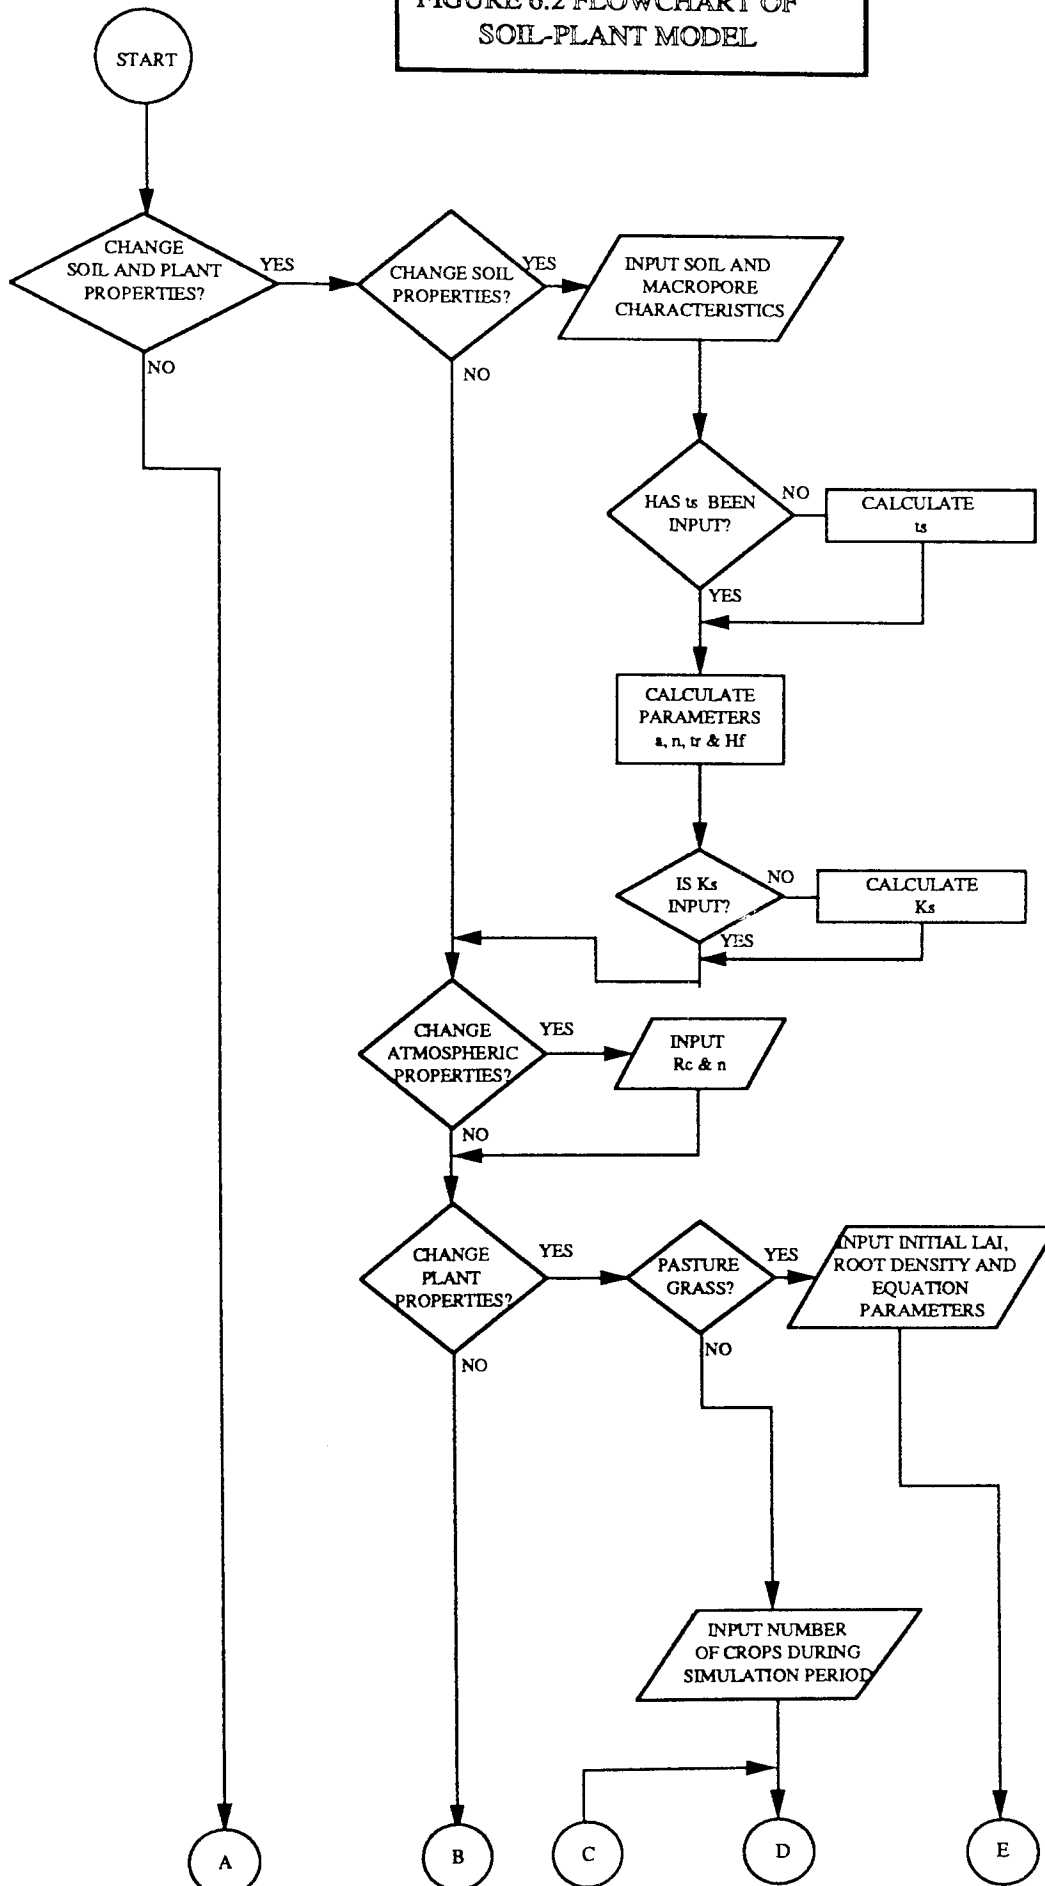 FIGURE 6.2 FLOWCHART OF
SOIL-PLANT MODEL
START
CHANGE
SOIL AND PLANT
PROPERTIES?
YES
NO
CHANGE SOIL
PROPERTIES?
YES
NO
INPUT SOIL AND
MACROPORE
CHARACTERISTICS
HAS ts BEEN
INPUT?
NO
CALCULATE
ts
YES
CALCULATE
PARAMETERS
a, n, tr & Hf
IS Ks
INPUT?
NO
CALCULATE
Ks
YES
CHANGE
ATMOSPHERIC
PROPERTIES?
YES
INPUT
Rc & n
NO
CHANGE
PLANT
PROPERTIES?
YES
NO
PASTURE
GRASS?
YES
NO
INPUT INITIAL LAI,
ROOT DENSITY AND
EQUATION
PARAMETERS
INPUT NUMBER
OF CROPS DURING
SIMULATION PERIOD
A
B
C
D
E